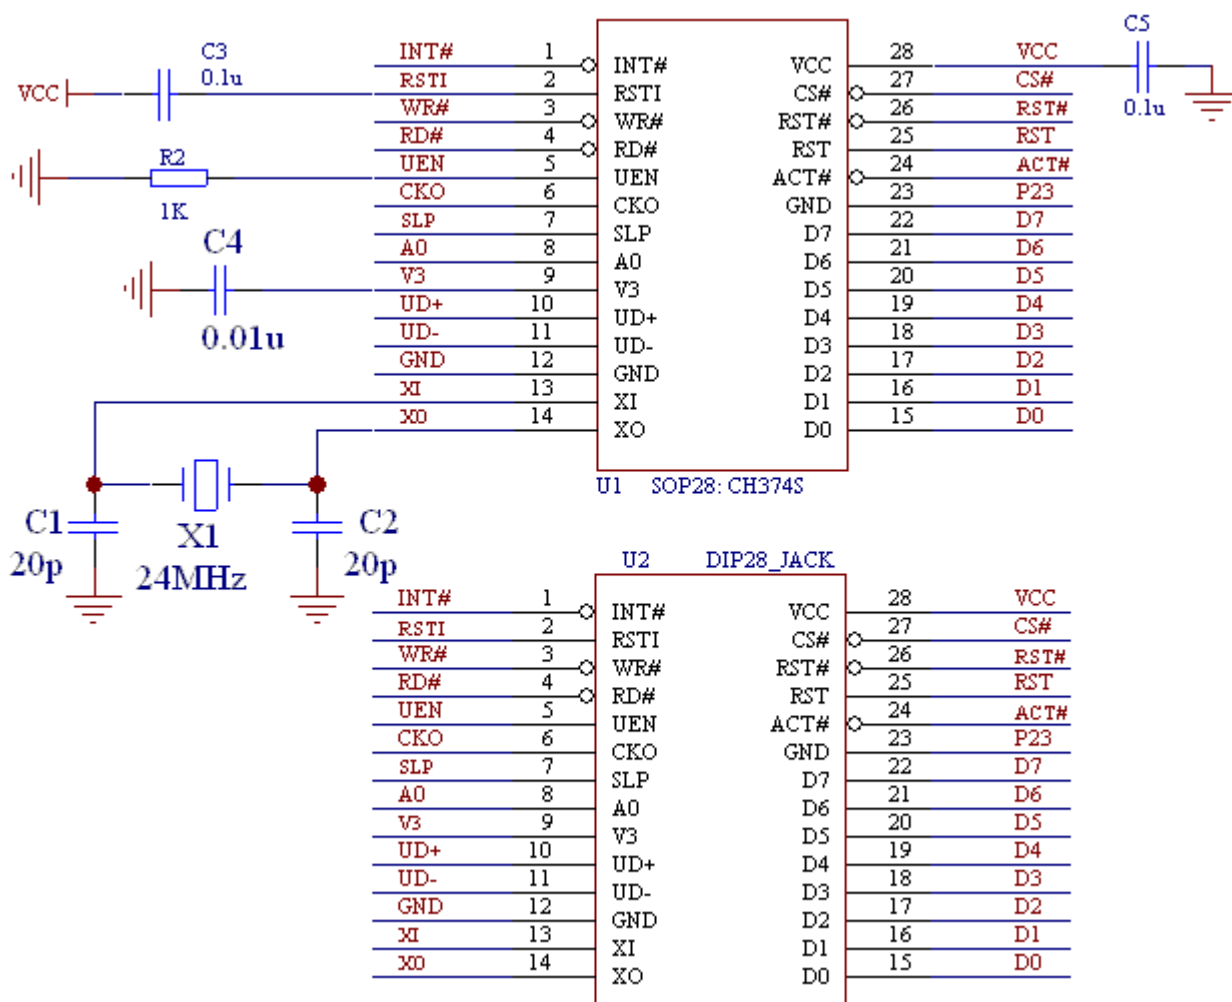 C3
0.1u
VCC
R2
1K
C4
0.01u
C1
20p
X1
24MHz
C2
20p
C5
0.1u
INT# 1 INT# VCC 28 VCC
RSTI 2 RSTI CS# 27 CS#
WR# 3 WR# RST# 26 RST#
RD# 4 RD# RST 25 RST
UEN 5 UEN ACT# 24 ACT#
CKO 6 CKO GND 23 P23
SLP 7 SLP D7 22 D7
A0 8 A0 D6 21 D6
V3 9 V3 D5 20 D5
UD+ 10 UD+ D4 19 D4
UD- 11 UD- D3 18 D3
GND 12 GND D2 17 D2
XI 13 XI D1 16 D1
XO 14 XO D0 15 D0
U1 SOP28: CH374S
U2 DIP28_JACK
INT# 1 INT# VCC 28 VCC
RSTI 2 RSTI CS# 27 CS#
WR# 3 WR# RST# 26 RST#
RD# 4 RD# RST 25 RST
UEN 5 UEN ACT# 24 ACT#
CKO 6 CKO GND 23 P23
SLP 7 SLP D7 22 D7
A0 8 A0 D6 21 D6
V3 9 V3 D5 20 D5
UD+ 10 UD+ D4 19 D4
UD- 11 UD- D3 18 D3
GND 12 GND D2 17 D2
XI 13 XI D1 16 D1
XO 14 XO D0 15 D0